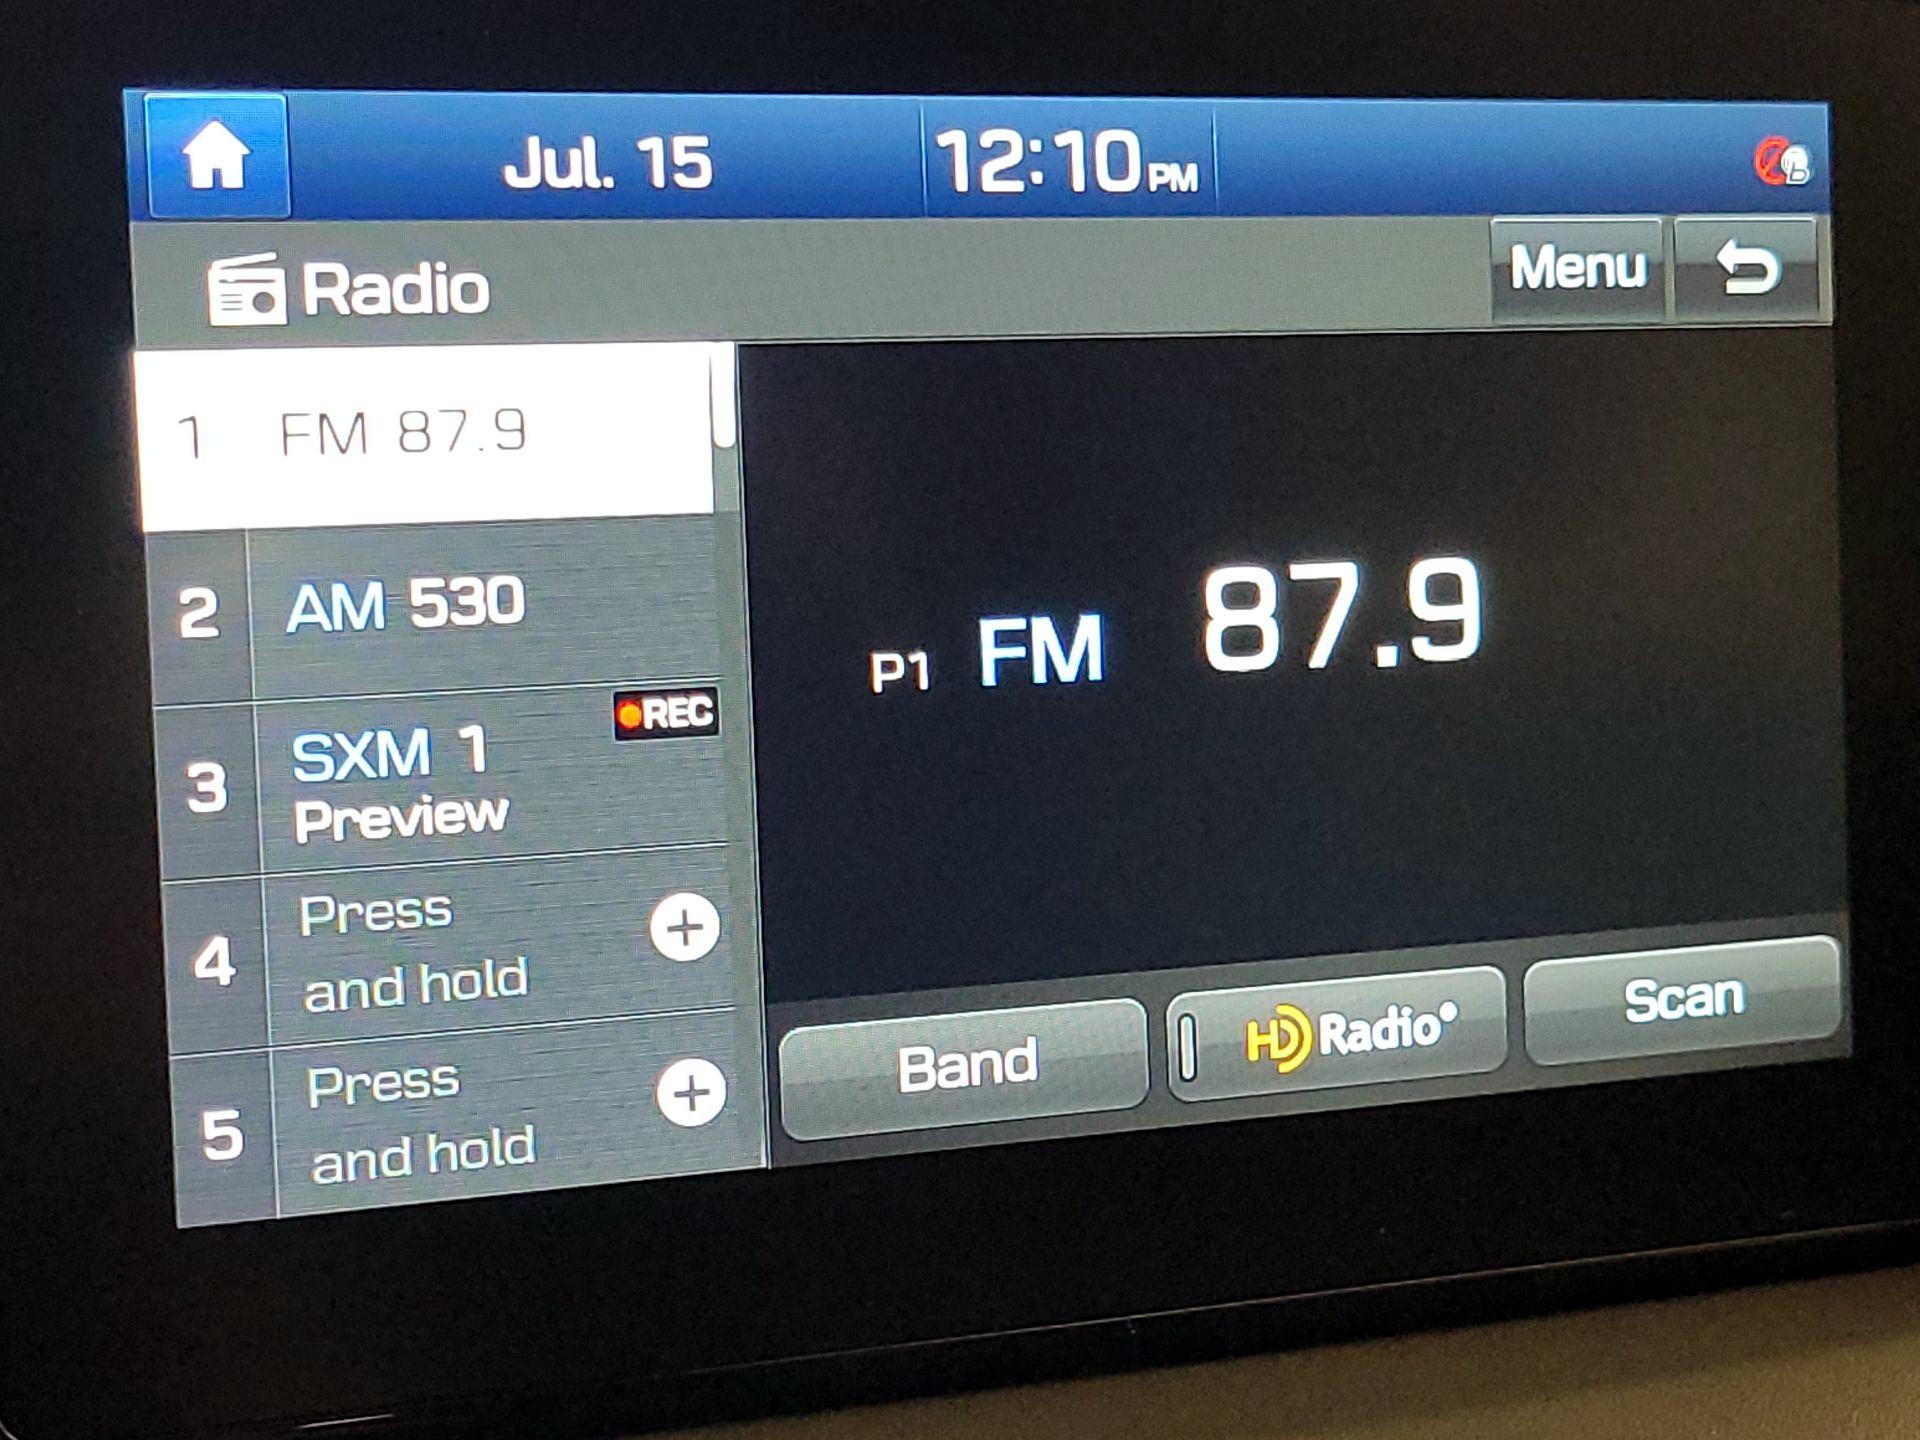 Jul. 15 12:10PM
Radio Menu
1 FM 87.9
2 AM 530
REC
3 SXM 1
Preview
4 Press
and hold
5 Press
and hold
P1 FM 87.9
Band HD Radio Scan